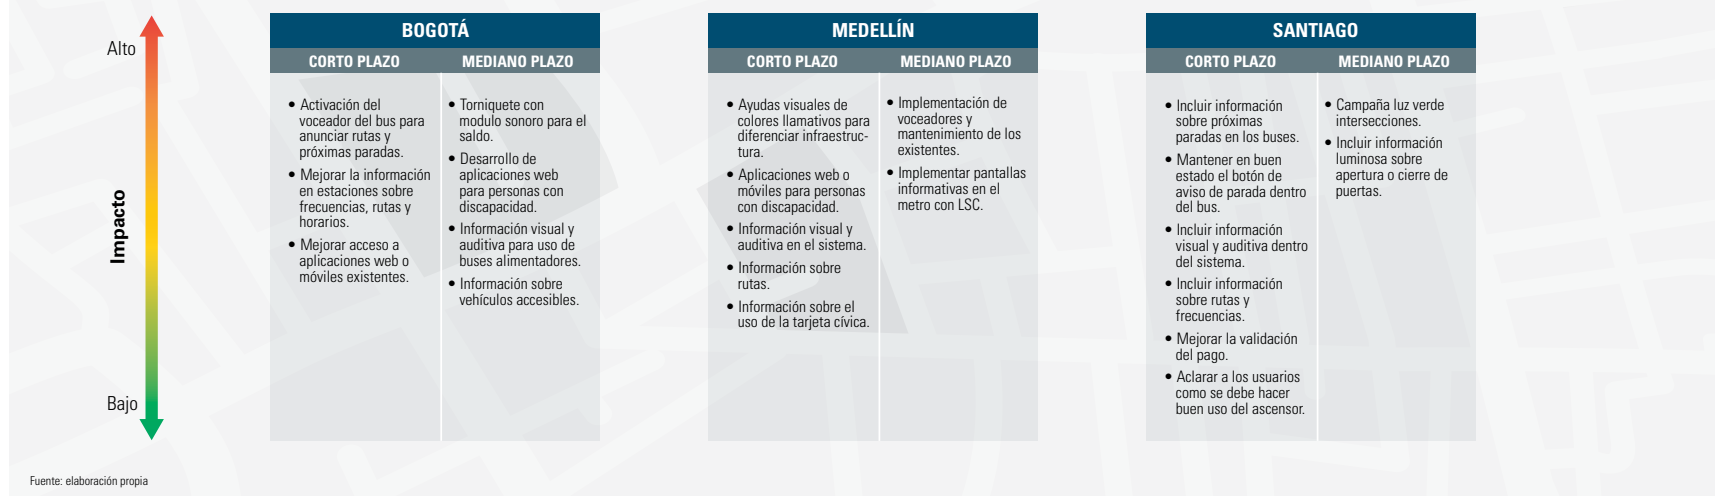 Alto
Impacto
Bajo
BOGOTÁ
CORTO PLAZO
• Activación del
voceador del bus para
anunciar rutas y
próximas paradas.
• Mejorar la información
en estaciones sobre
frecuencias, rutas y
horarios.
• Mejorar acceso a
aplicaciones web o
móviles existentes.
MEDIANO PLAZO
• Torniquete con
modulo sonoro para el
saldo.
• Desarrollo de
aplicaciones web
para personas con
discapacidad.
• Información visual y
auditiva para uso de
buses alimentadores.
• Información sobre
vehículos accesibles.
MEDELLÍN
CORTO PLAZO
• Ayudas visuales de
colores llamativos para
diferenciar infraestruc-
tura.
• Aplicaciones web o
móviles para personas
con discapacidad.
• Información visual y
auditiva en el sistema.
• Información sobre
rutas.
• Información sobre el
uso de la tarjeta cívica.
MEDIANO PLAZO
• Implementación de
voceadores y
mantenimiento de los
existentes.
• Implementar pantallas
informativas en el
metro con LSC.
SANTIAGO
CORTO PLAZO
• Incluir información
sobre próximas
paradas en los buses.
• Mantener en buen
estado el botón de
aviso de parada dentro
del bus.
• Incluir información
visual y auditiva dentro
del sistema.
• Incluir información
sobre rutas y
frecuencias.
• Mejorar la validación
del pago.
• Aclarar a los usuarios
como se debe hacer
buen uso del ascensor.
MEDIANO PLAZO
• Campaña luz verde
intersecciones.
• Incluir información
luminosa sobre
apertura o cierre de
puertas.
Fuente: elaboración propia